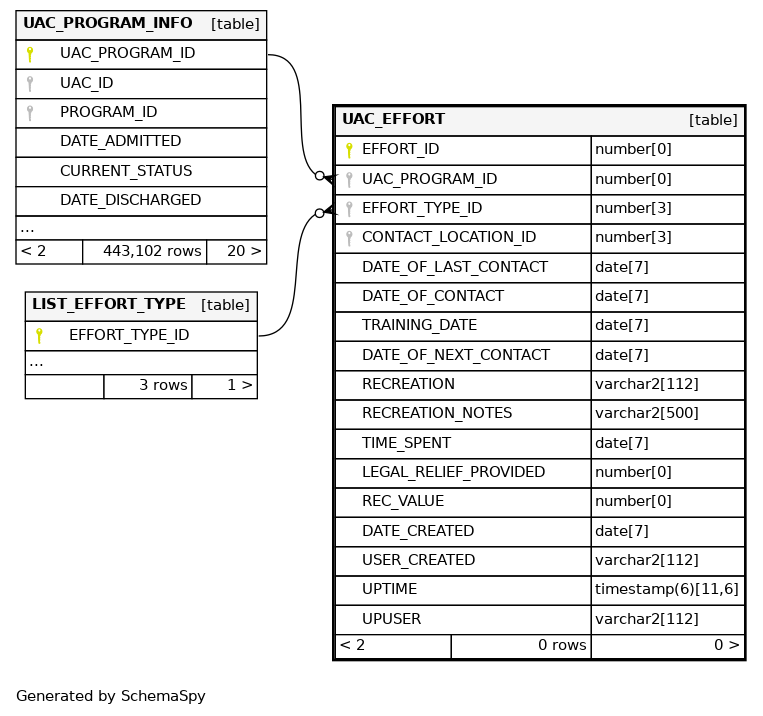 UAC_PROGRAM_INFO [table]
UAC_PROGRAM_ID
UAC_ID
PROGRAM_ID
DATE_ADMITTED
CURRENT_STATUS
DATE_DISCHARGED
...
< 2 443,102 rows 20 >
LIST_EFFORT_TYPE [table]
EFFORT_TYPE_ID
...
3 rows 1 >
UAC_EFFORT [table]
EFFORT_ID number[0]
UAC_PROGRAM_ID number[0]
EFFORT_TYPE_ID number[3]
CONTACT_LOCATION_ID number[3]
DATE_OF_LAST_CONTACT date[7]
DATE_OF_CONTACT date[7]
TRAINING_DATE date[7]
DATE_OF_NEXT_CONTACT date[7]
RECREATION varchar2[112]
RECREATION_NOTES varchar2[500]
TIME_SPENT date[7]
LEGAL_RELIEF_PROVIDED number[0]
REC_VALUE number[0]
DATE_CREATED date[7]
USER_CREATED varchar2[112]
UPTIME timestamp(6)[11,6]
UPUSER varchar2[112]
< 2 0 rows 0 >
Generated by SchemaSpy